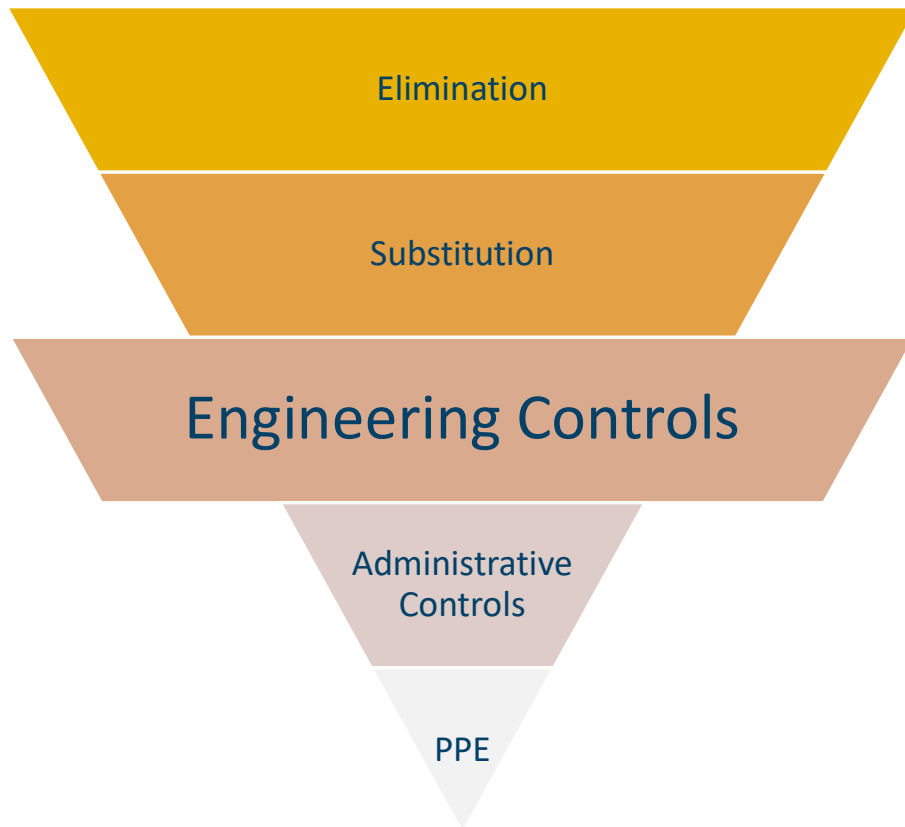 Elimination
Substitution
Engineering Controls
Administrative
Controls
PPE